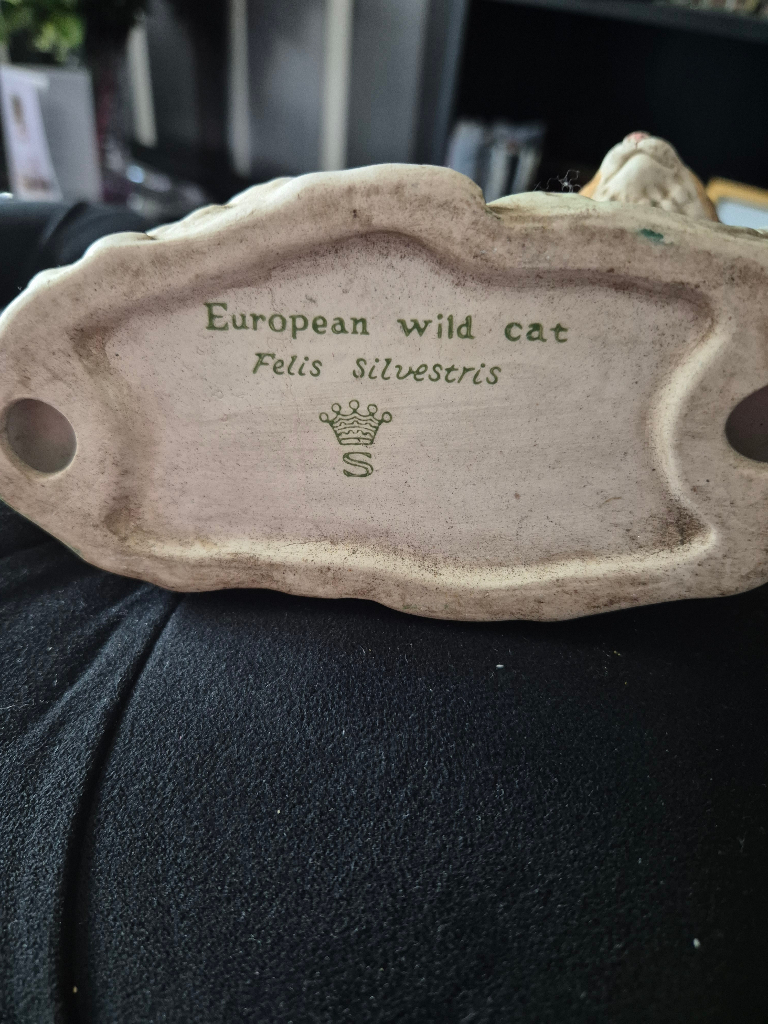 European wild cat
Felis silvestris
S